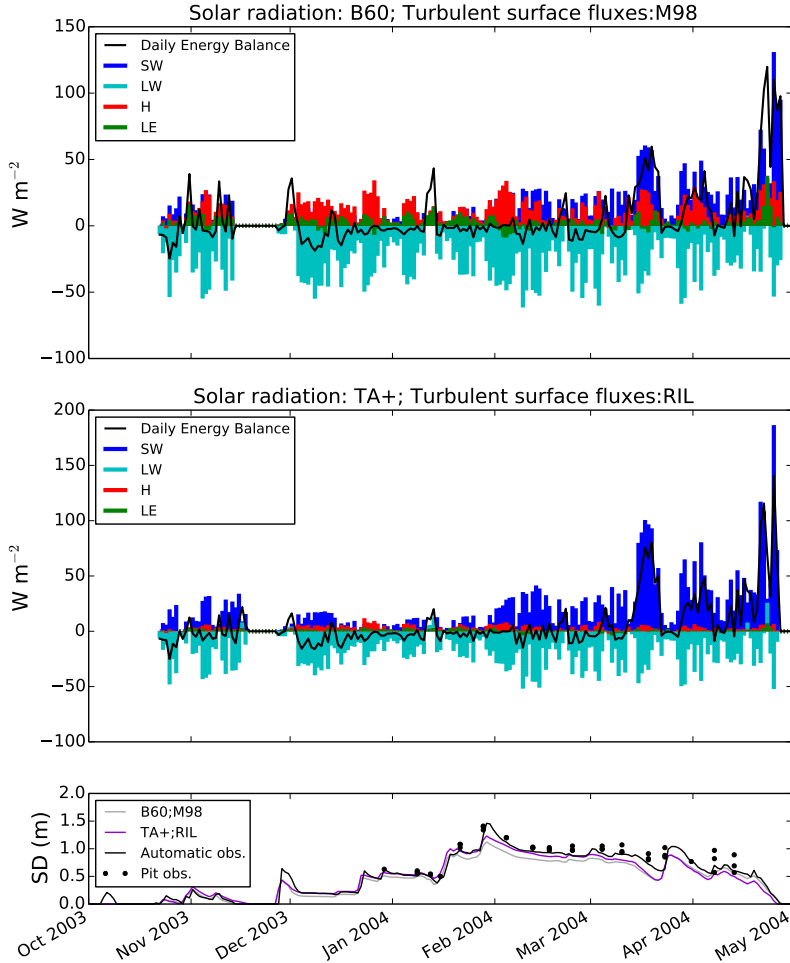 Solar radiation: B60; Turbulent surface fluxes:M98
150
100
50
0
−50
−100
W m−2
Daily Energy Balance
SW
LW
H
LE
Solar radiation: TA+; Turbulent surface fluxes:RIL
200
150
100
50
0
−50
−100
W m−2
Daily Energy Balance
SW
LW
H
LE
2.0
1.5
1.0
0.5
0.0
SD (m)
B60;M98
TA+;RIL
Automatic obs.
Pit obs.
Oct 2003
Nov 2003
Dec 2003
Jan 2004
Feb 2004
Mar 2004
Apr 2004
May 2004